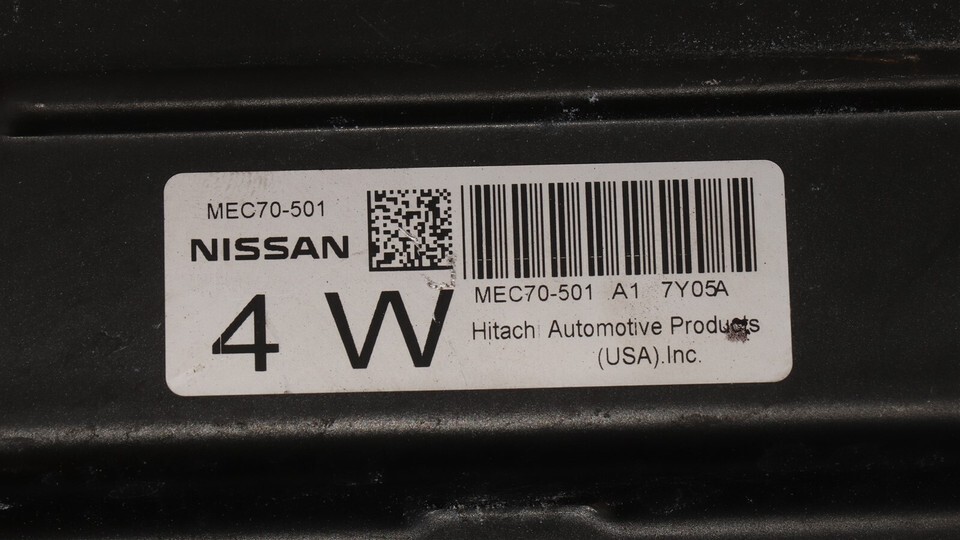 MEC70-501
NISSAN
4 W
MEC70-501 A1 7Y05A
Hitachi Automotive Products
(USA).Inc.